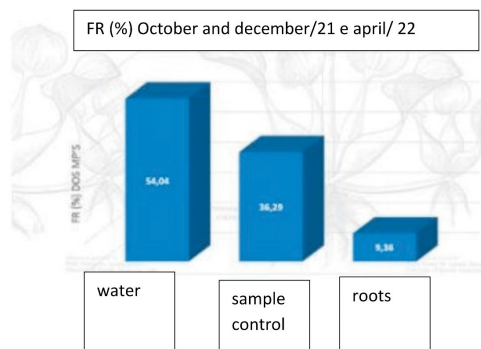 FR (%) October and december/21 e april/ 22
FR (%) DOS MP'S
54,04
36,29
9,36
water
sample
control
roots